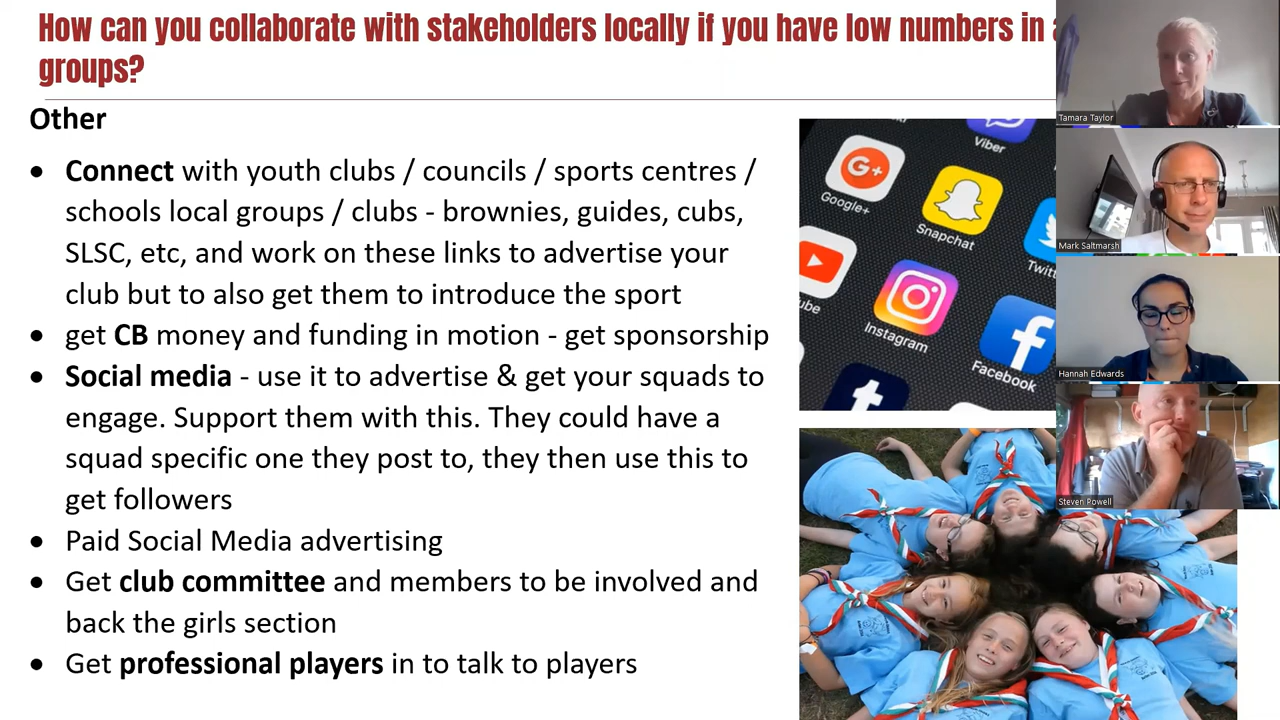 How can you collaborate with stakeholders locally if you have low numbers in a
groups?
Other
• Connect with youth clubs / councils / sports centres /
schools local groups / clubs - brownies, guides, cubs,
SLSC, etc, and work on these links to advertise your
club but to also get them to introduce the sport
• get CB money and funding in motion - get sponsorship
• Social media - use it to advertise & get your squads to
engage. Support them with this. They could have a
squad specific one they post to, they then use this to
get followers
• Paid Social Media advertising
• Get club committee and members to be involved and
back the girls section
• Get professional players in to talk to players
Viber
Google+
Snapchat
Twitt
ube
Instagram
Facebook
Tamara Taylor
Mark Saltmarsh
Hannah Edwards
Steven Powell